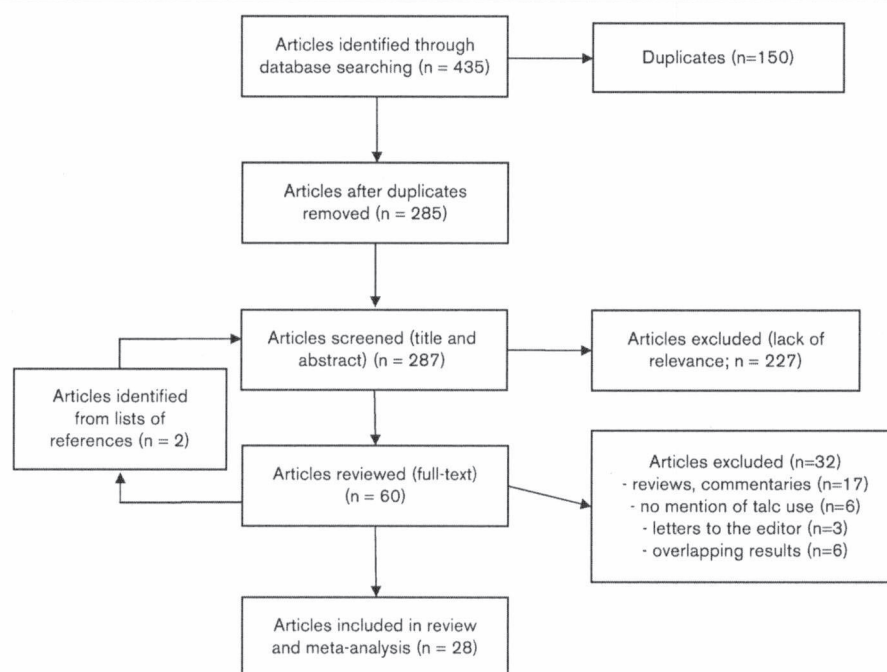 Articles identified through
database searching (n = 435)
Duplicates (n=150)
Articles after duplicates
removed (n = 285)
Articles screened (title and
abstract) (n = 287)
Articles excluded (lack of
relevance; n = 227)
Articles identified
from lists of
references (n = 2)
Articles reviewed (full-text)
(n = 60)
Articles excluded (n=32)
- reviews, commentaries (n=17)
- no mention of talc use (n=6)
- letters to the editor (n=3)
- overlapping results (n=6)
Articles included in review
and meta-analysis (n = 28)